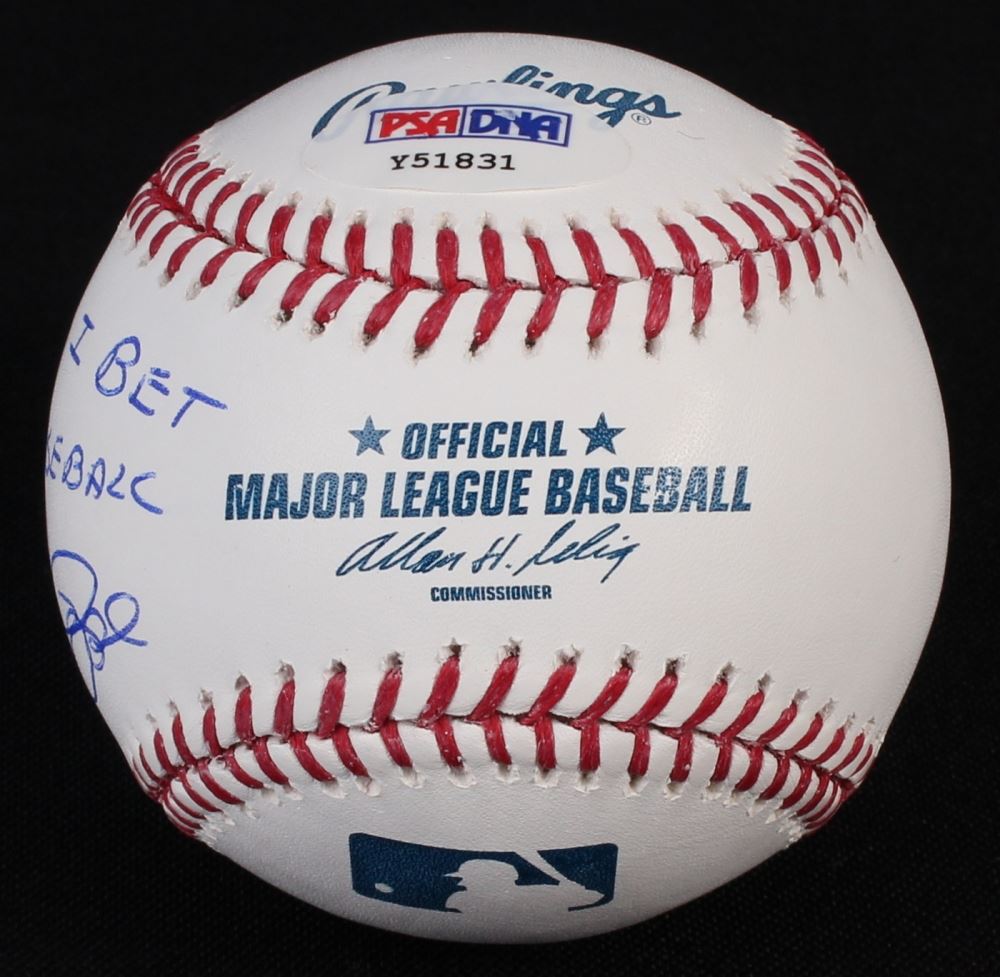 Rawlings ®
PSA DNA
Y51831
I BET
EBALL
★ OFFICIAL ★
MAJOR LEAGUE BASEBALL
Allan H. Selig
COMMISSIONER